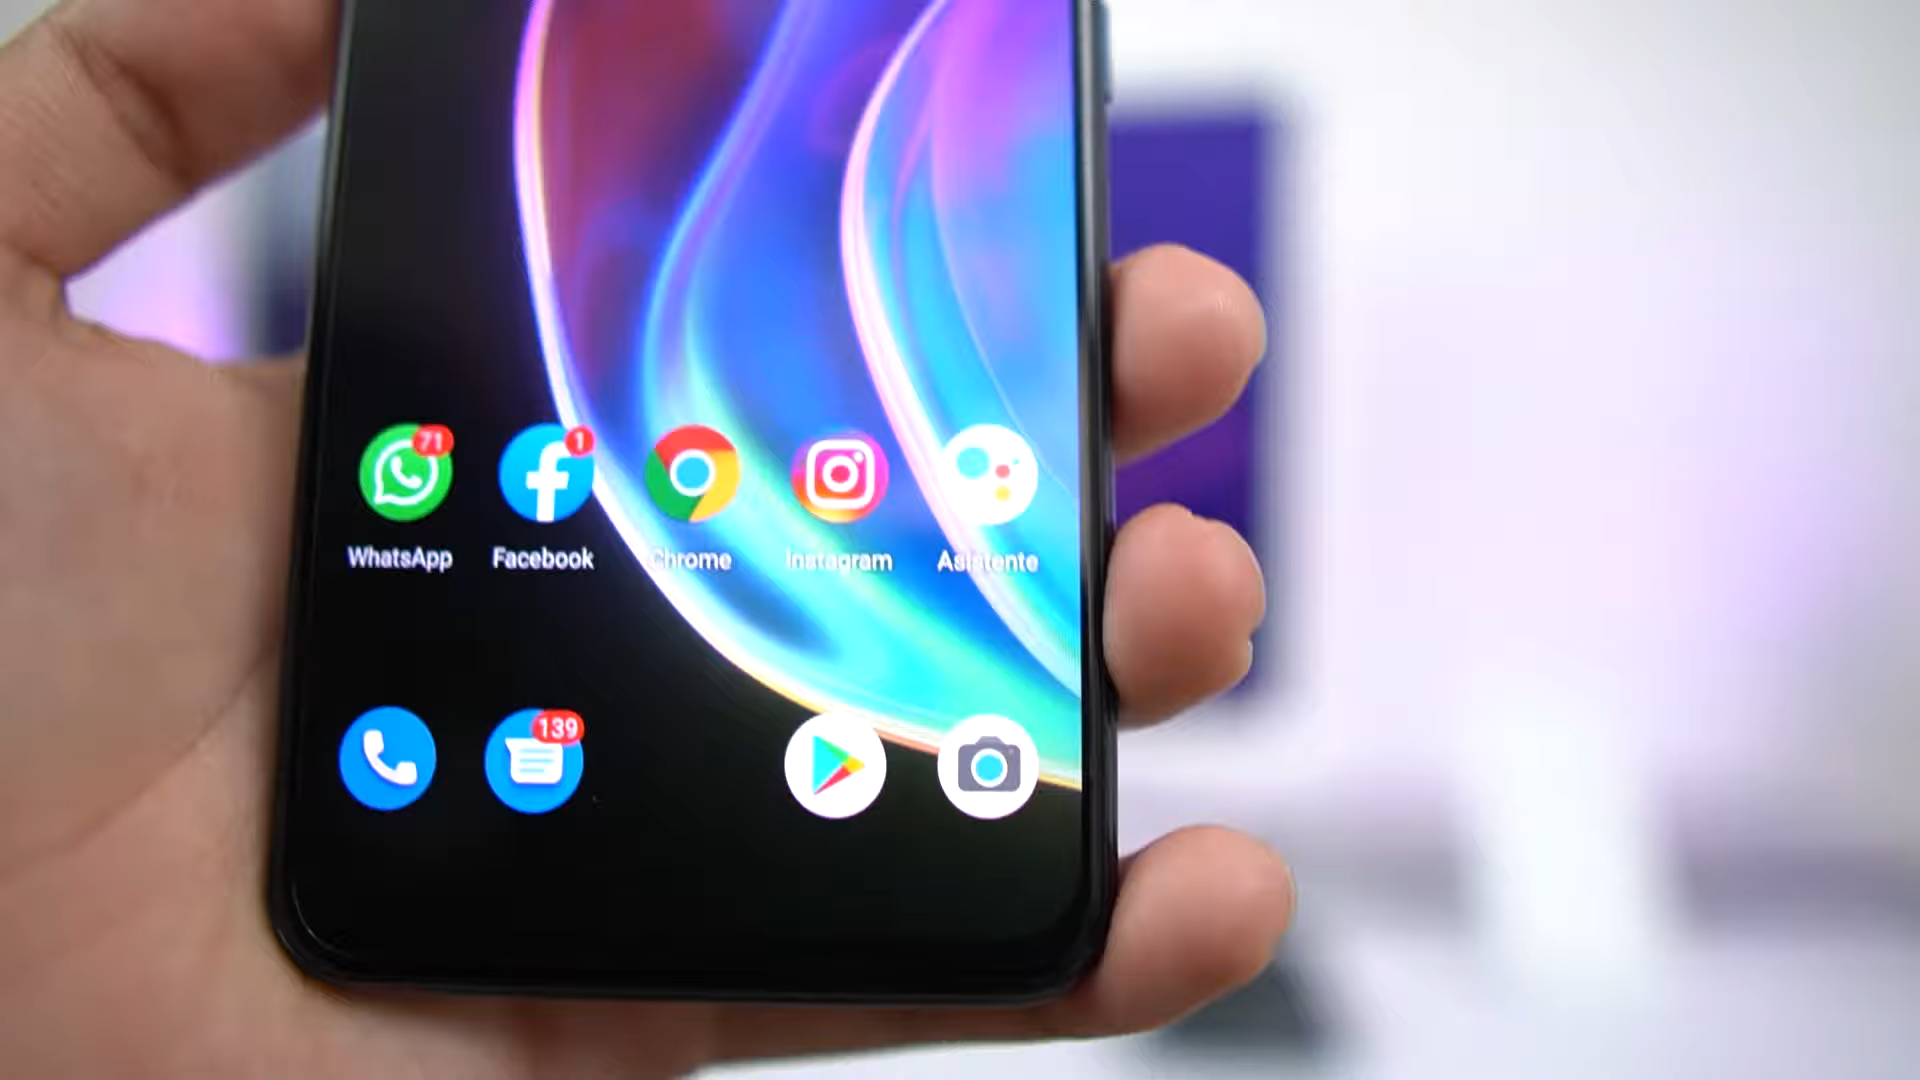 71
1
WhatsApp
Facebook
Chrome
Instagram
Asistente
139